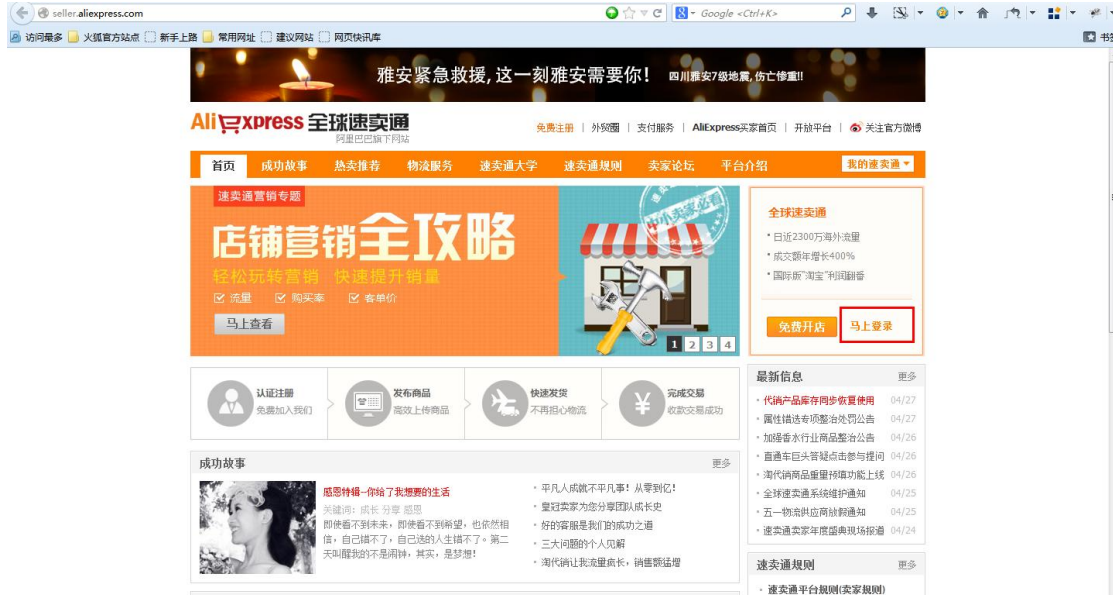 seller.aliexpress.com
Google <Ctrl+K>
访问最多 火狐官方站点 新手上路 常用网址 建议网站 网页快讯库
雅安紧急救援,这一刻雅安需要你! 四川雅安7级地震,伤亡惨重!!
AliExpress 全球速卖通
阿里巴巴旗下网站
免费注册 | 外贸圈 | 支付服务 | AliExpress买家首页 | 开放平台 | 关注官方微博
首页 成功故事 热卖推荐 物流服务 速卖通大学 速卖通规则 卖家论坛 平台介绍 我的速卖通
速卖通营销专题
店铺营销全攻略
轻松玩转营销 快速提升销量
流量 购买率 客单价
马上查看
中小卖家必看
1 2 3 4
全球速卖通
日近2300万海外流量
成交额年增长400%
国际版"淘宝"利润翻番
免费开店 马上登录
认证注册
免费加入我们
发布商品
高效上传商品
快速发货
不再担心物流
完成交易
收款交易成功
最新信息 更多
代销产品库存同步恢复使用 04/27
属性错选专项整治处罚公告 04/27
加强香水行业商品整治公告 04/26
直通车巨头答疑点击参与提问 04/26
淘代销商品重量预填功能上线 04/26
全球速卖通系统维护通知 04/25
五一物流供应商放假通知 04/25
速卖通卖家年度盛典现场报道 04/24
成功故事 更多
感恩特辑-你给了我想要的生活
关键词:成长 分享 感恩
即使看不到未来,即使看不到希望,也依然相
信,自己错不了,自己选的人生错不了。第二
天叫醒我的不是闹钟,其实,是梦想!
平凡人成就不平凡事!从零到亿!
皇冠卖家为您分享团队成长史
好的客服是我们的成功之道
三大问题的个人见解
淘代销让我流量疯长,销售额猛增
速卖通规则 更多
速卖通平台规则(卖家规则)